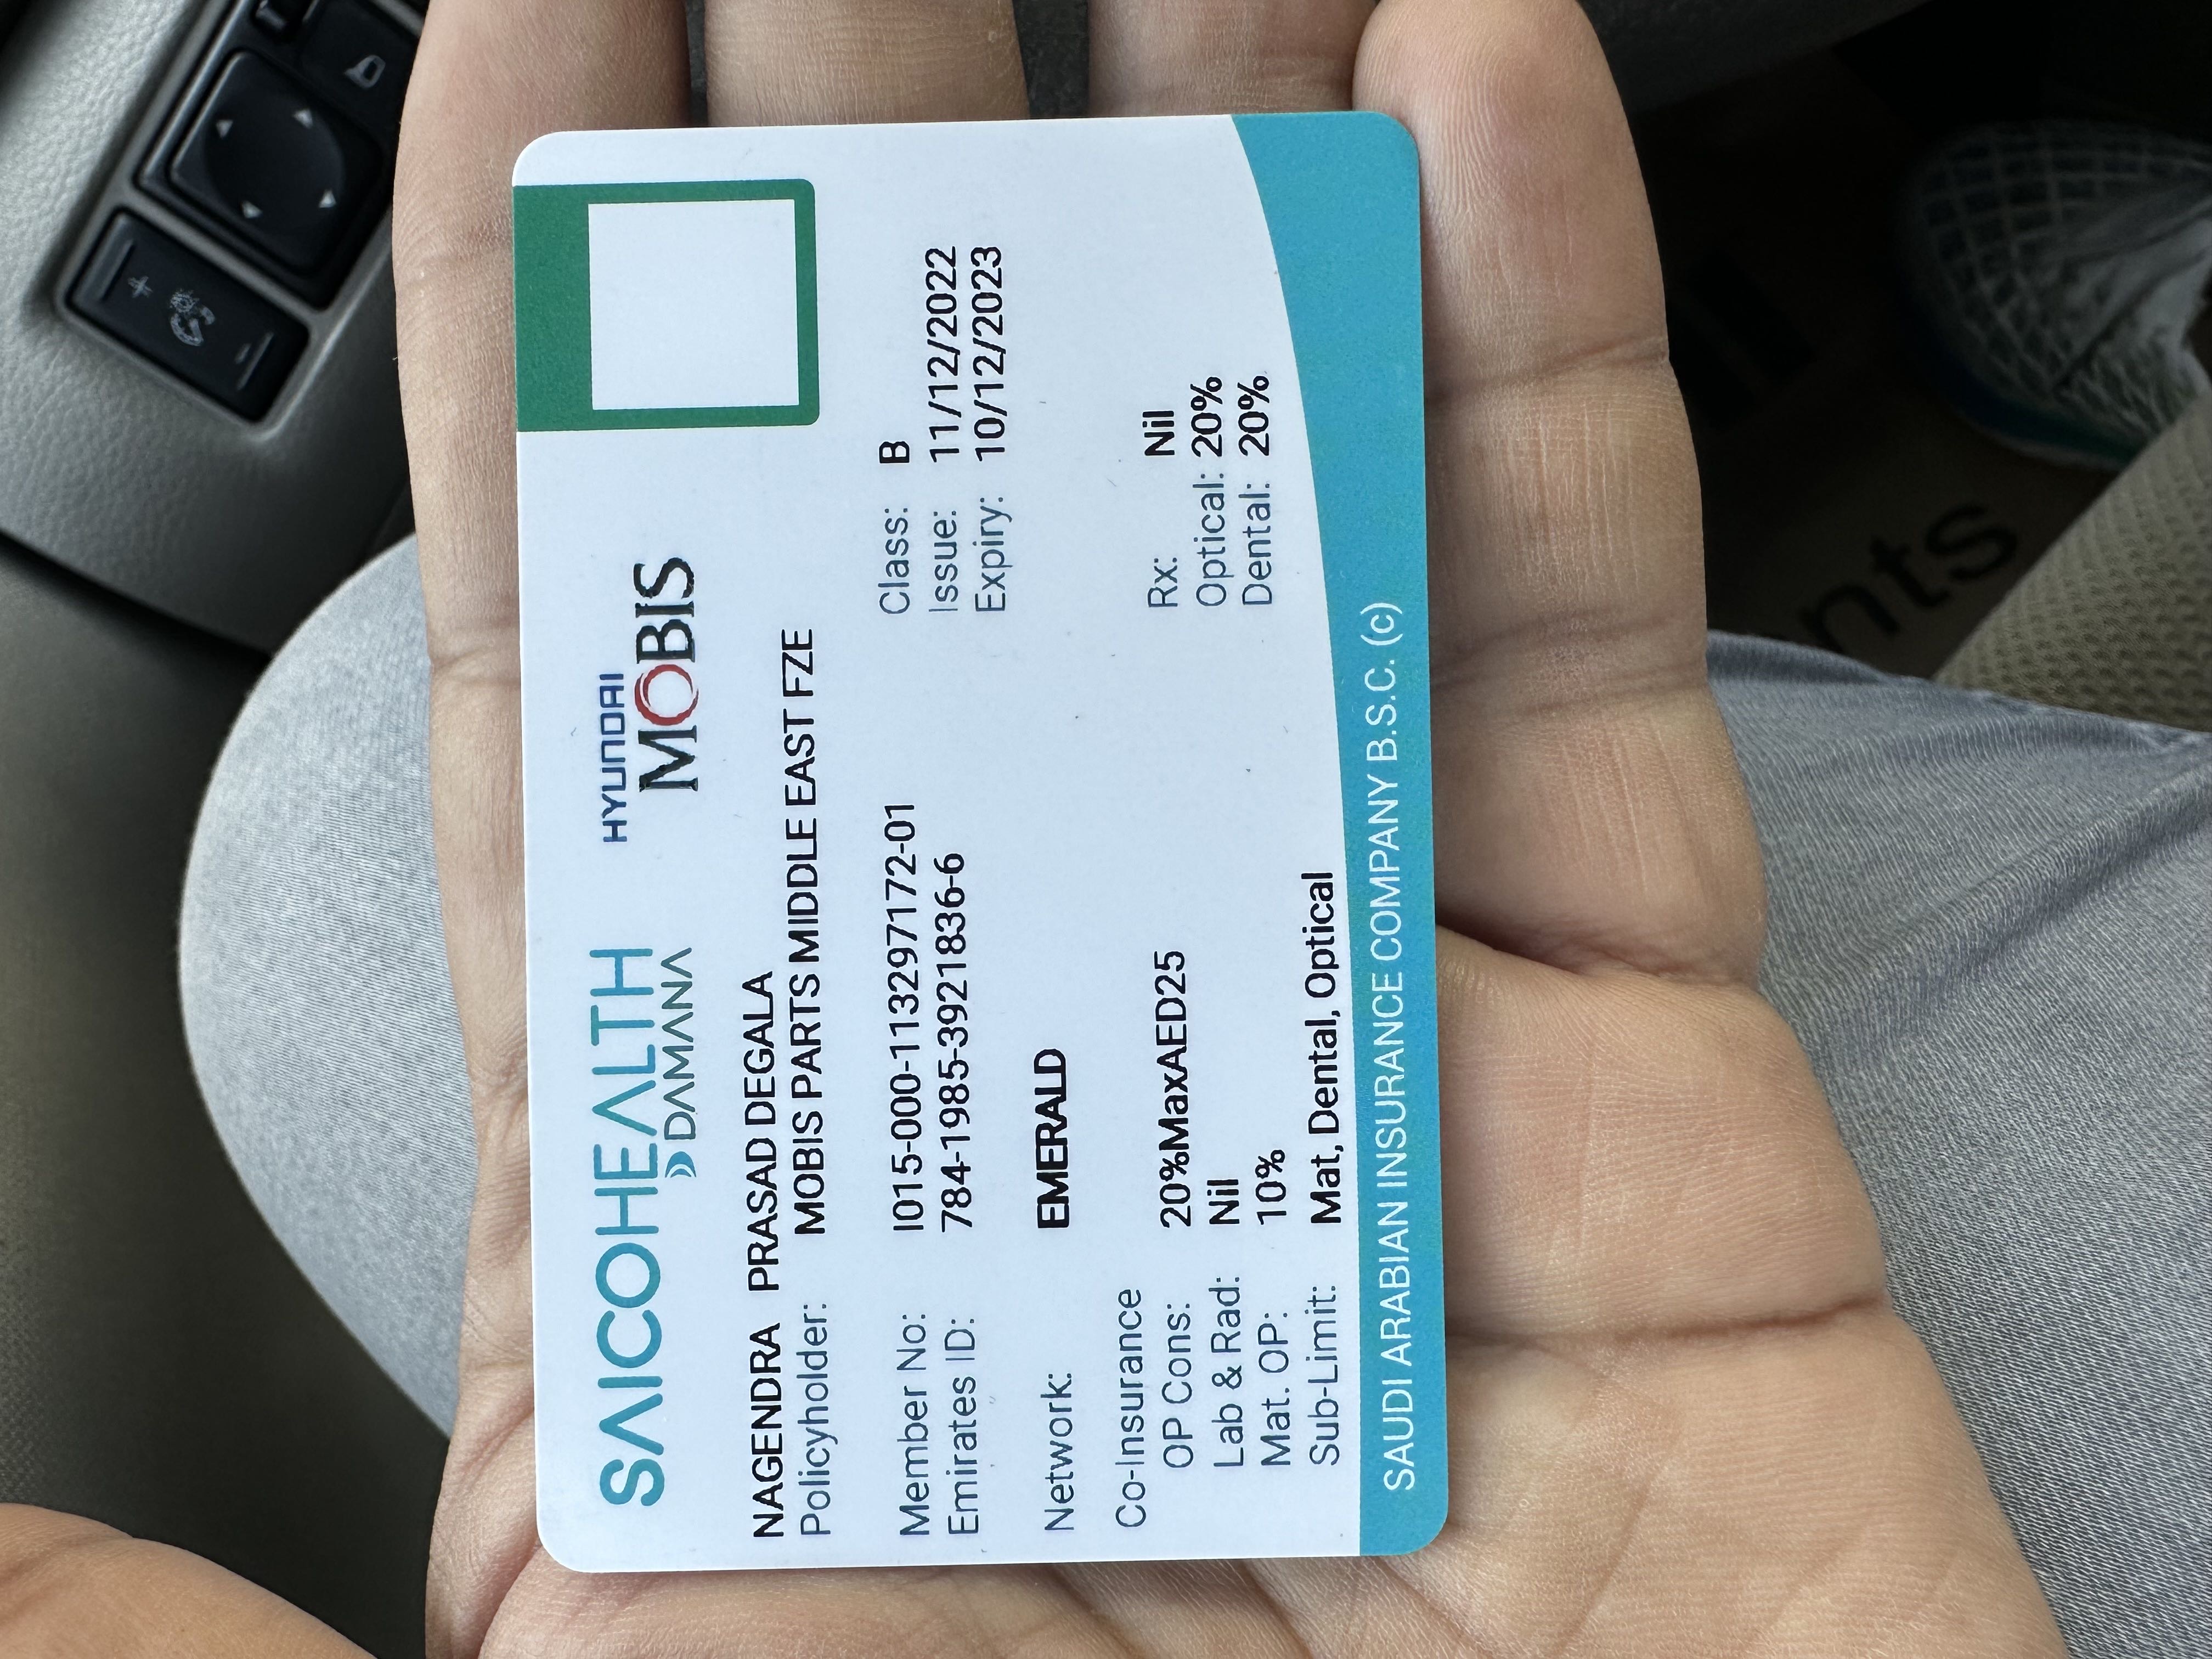 SAICOHEALTH
DAMANA
HYUNDAI
MOBIS
NAGENDRA PRASAD DEGALA
Policyholder: MOBIS PARTS MIDDLE EAST FZE
Member No: I015-000-113297172-01
Class: B
Emirates ID: 784-1985-3921836-6
Issue: 11/12/2022
Expiry: 10/12/2023
Network: EMERALD
Co-Insurance
OP Cons: 20%MaxAED25
Rx: Nil
Lab & Rad: Nil
Optical: 20%
Mat. OP: 10%
Dental: 20%
Sub-Limit: Mat, Dental, Optical
SAUDI ARABIAN INSURANCE COMPANY B.S.C. (c)
nts